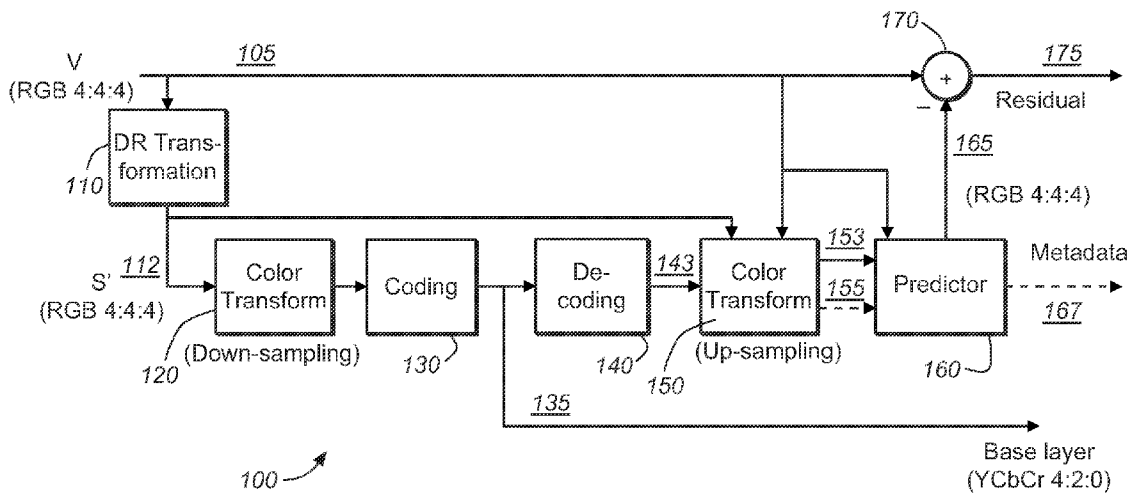 170
V
105
175
(RGB 4:4:4)
+
−
Residual
DR Trans-
formation
110
165
(RGB 4:4:4)
S'
112
(RGB 4:4:4)
Color
Transform
Coding
De-
coding
143
Color
Transform
153
155
Predictor
Metadata
167
120
(Down-sampling)
130
140
150
(Up-sampling)
160
135
100
Base layer
(YCbCr 4:2:0)